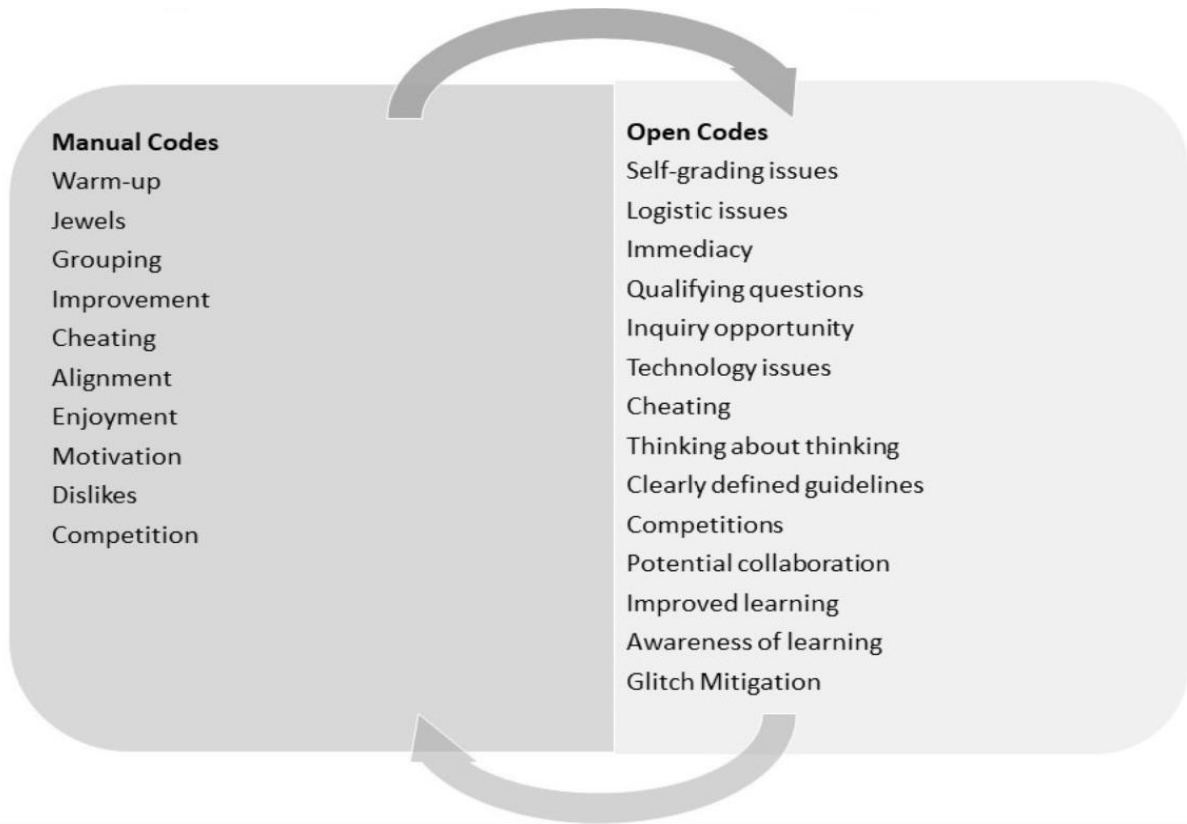 Manual Codes
Warm-up
Jewels
Grouping
Improvement
Cheating
Alignment
Enjoyment
Motivation
Dislikes
Competition
Open Codes
Self-grading issues
Logistic issues
Immediacy
Qualifying questions
Inquiry opportunity
Technology issues
Cheating
Thinking about thinking
Clearly defined guidelines
Competitions
Potential collaboration
Improved learning
Awareness of learning
Glitch Mitigation